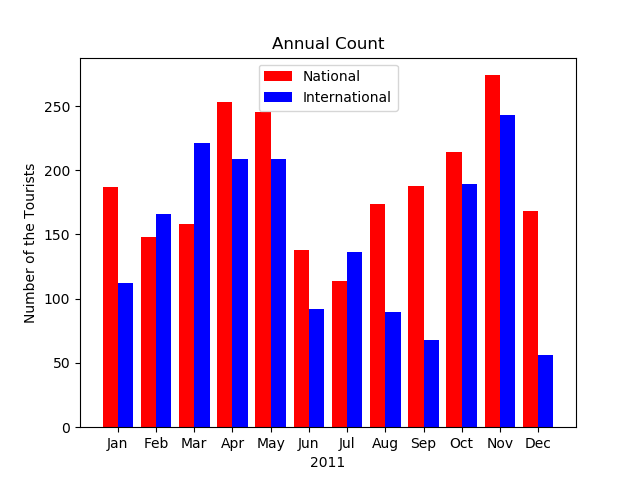 Annual Count
National
International
Number of the Tourists
250
200
150
100
50
0
Jan Feb Mar Apr May Jun Jul Aug Sep Oct Nov Dec
2011